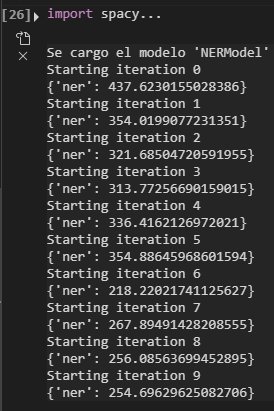 [26] import spacy...
Se cargo el modelo 'NERModel'
Starting iteration 0
{'ner': 437.6230155028386}
Starting iteration 1
{'ner': 354.0199077231351}
Starting iteration 2
{'ner': 321.68504720591955}
Starting iteration 3
{'ner': 313.77256690159015}
Starting iteration 4
{'ner': 336.4162126972021}
Starting iteration 5
{'ner': 354.88645968601594}
Starting iteration 6
{'ner': 218.22021741125627}
Starting iteration 7
{'ner': 267.89491428208555}
Starting iteration 8
{'ner': 256.08563699452895}
Starting iteration 9
{'ner': 254.69629625082706}